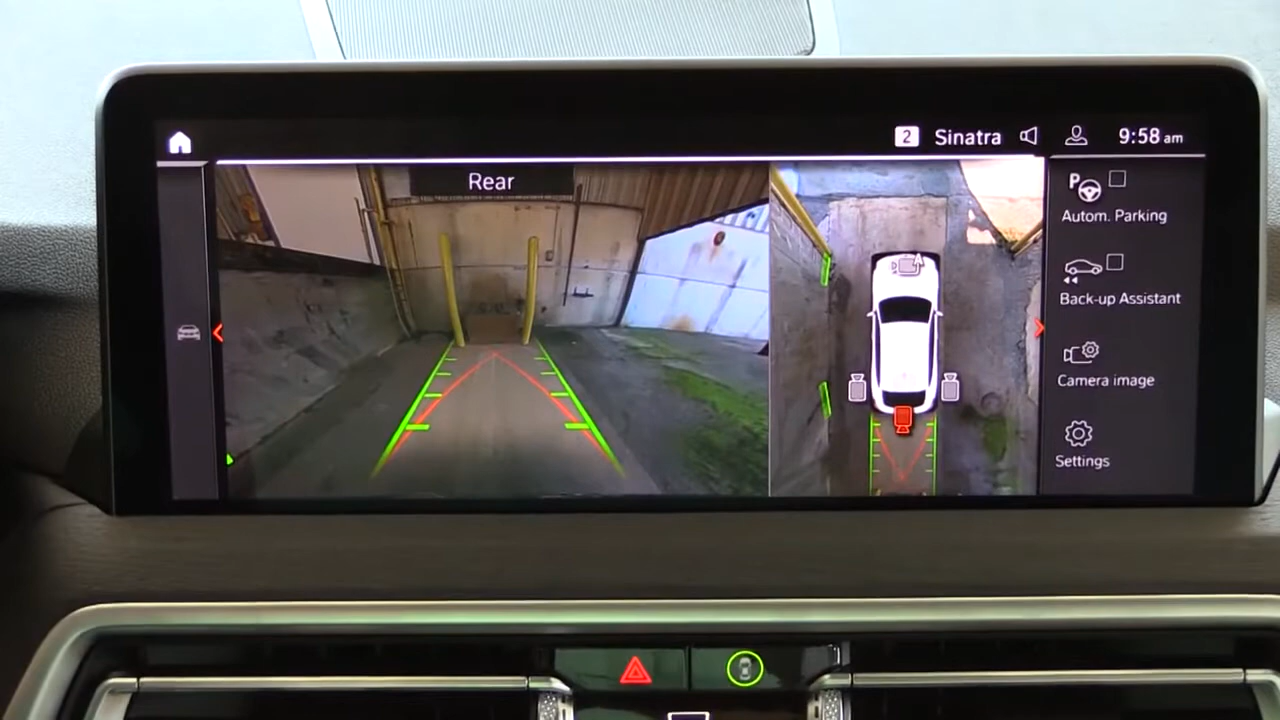 2 Sinatra 9:58 am
Rear
P
Autom. Parking
Back-up Assistant
Camera image
Settings